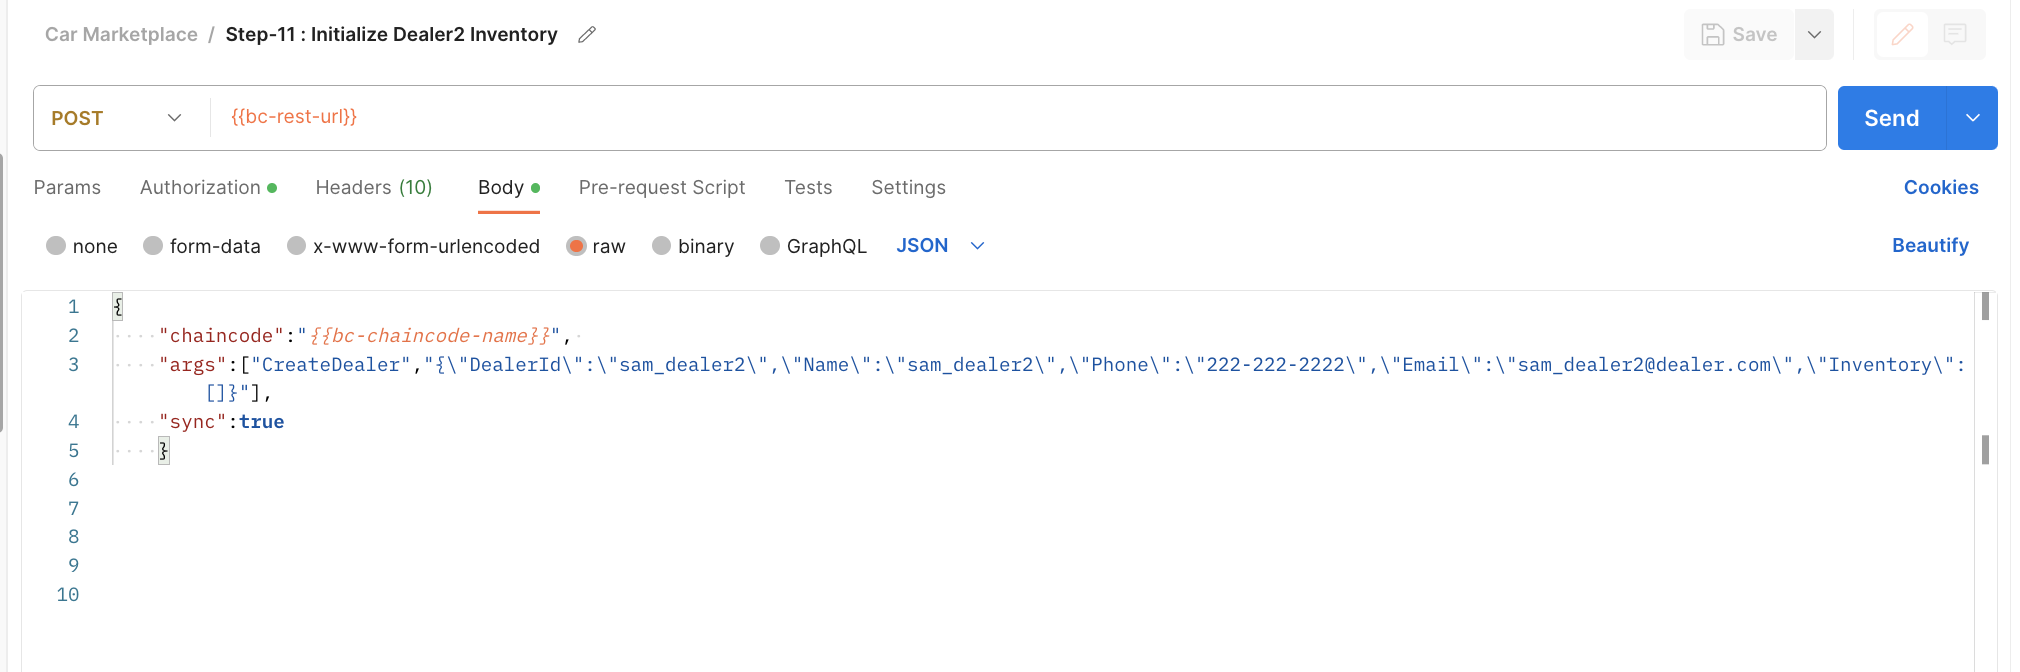 Car Marketplace / Step-11 : Initialize Dealer2 Inventory
Save
POST
{{bc-rest-url}}
Send
Params Authorization Headers (10) Body Pre-request Script Tests Settings Cookies
none form-data x-www-form-urlencoded raw binary GraphQL JSON Beautify
1 {
2 "chaincode":"{{bc-chaincode-name}}",
3 "args":["CreateDealer","{\"DealerId\":\"sam_dealer2\",\"Name\":\"sam_dealer2\",\"Phone\":\"222-222-2222\",\"Email\":\"sam_dealer2@dealer.com\",\"Inventory\":
[]}"],
4 "sync":true
5 }
6
7
8
9
10